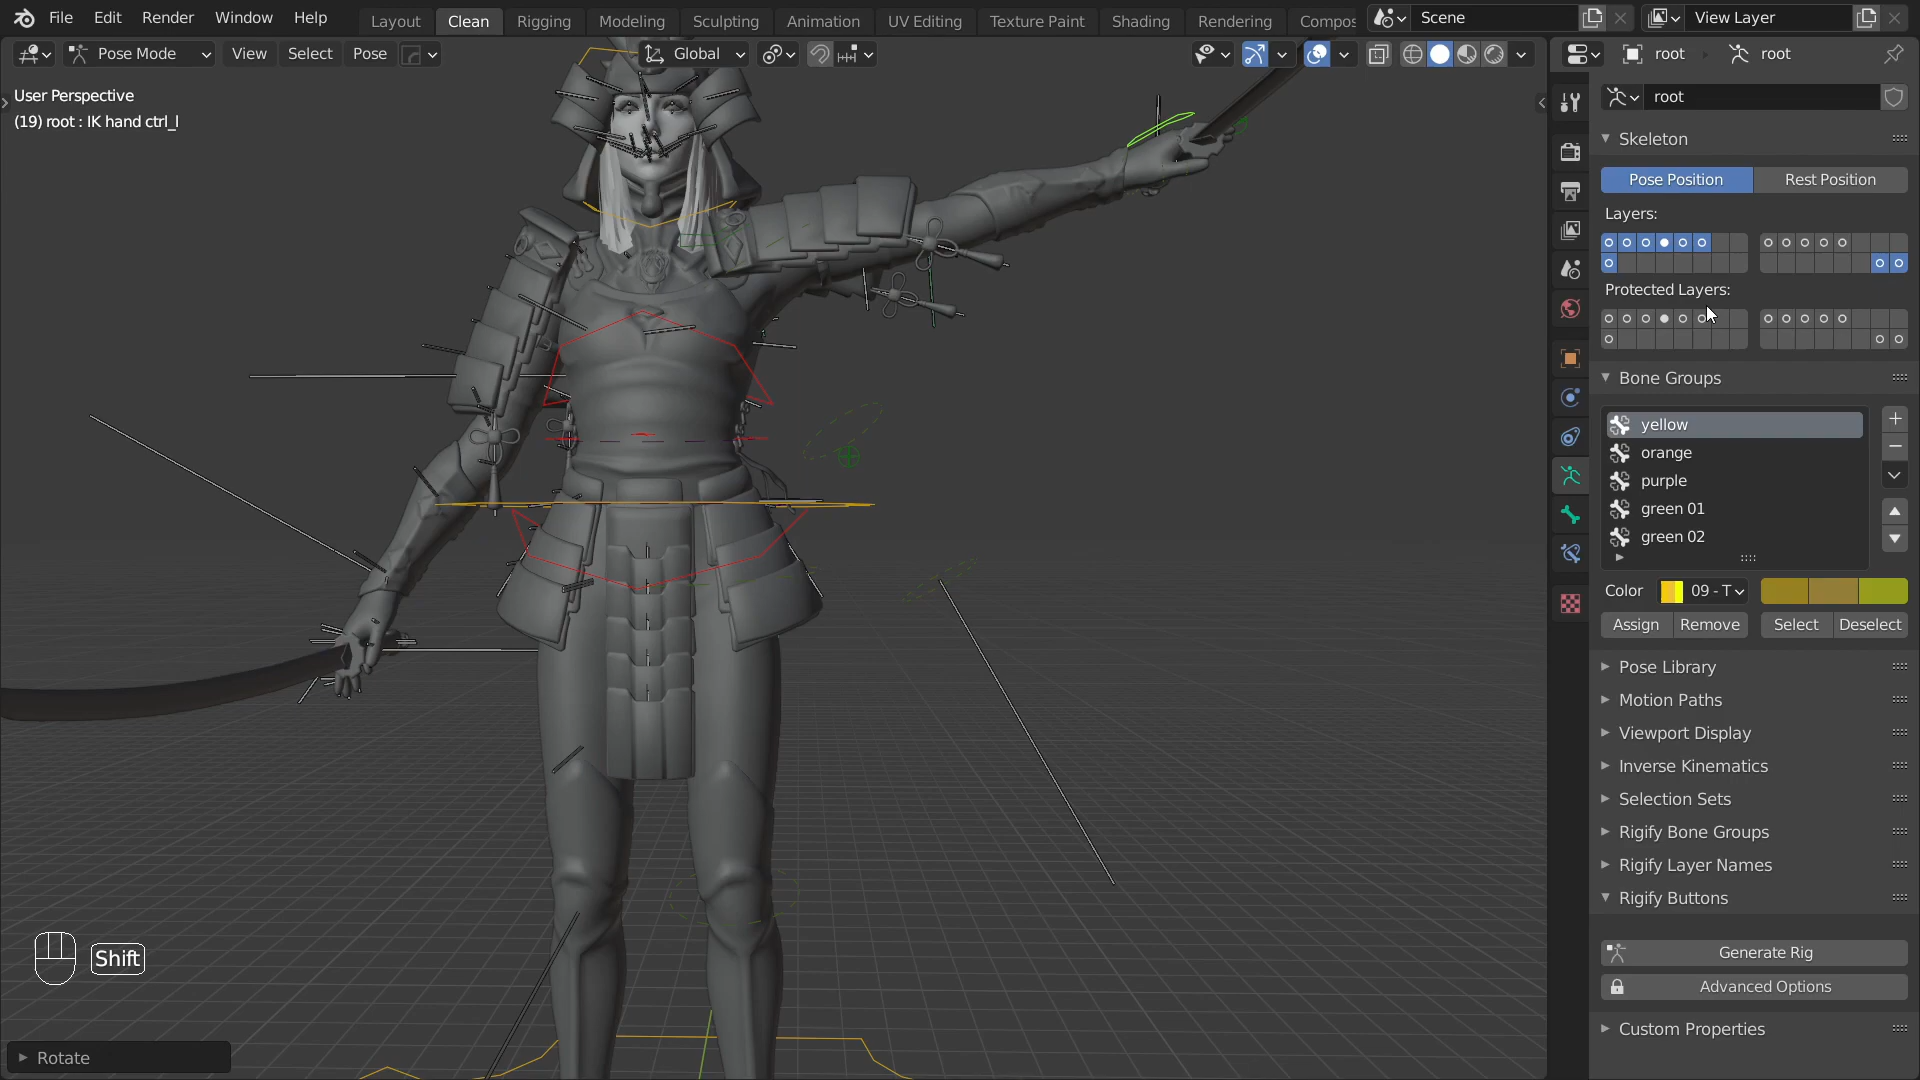 File Edit Render Window Help Layout Clean Rigging Modeling Sculpting Animation UV Editing Texture Paint Shading Rendering Compos Scene View Layer
Pose Mode View Select Pose Global root root
User Perspective
(19) root : IK hand ctrl_l
root
Skeleton
Pose Position Rest Position
Layers:
Protected Layers:
Bone Groups
yellow
orange
purple
green 01
green 02
Color 09 - T
Assign Remove Select Deselect
Pose Library
Motion Paths
Viewport Display
Inverse Kinematics
Selection Sets
Rigify Bone Groups
Rigify Layer Names
Rigify Buttons
Generate Rig
Advanced Options
Custom Properties
Shift
Rotate